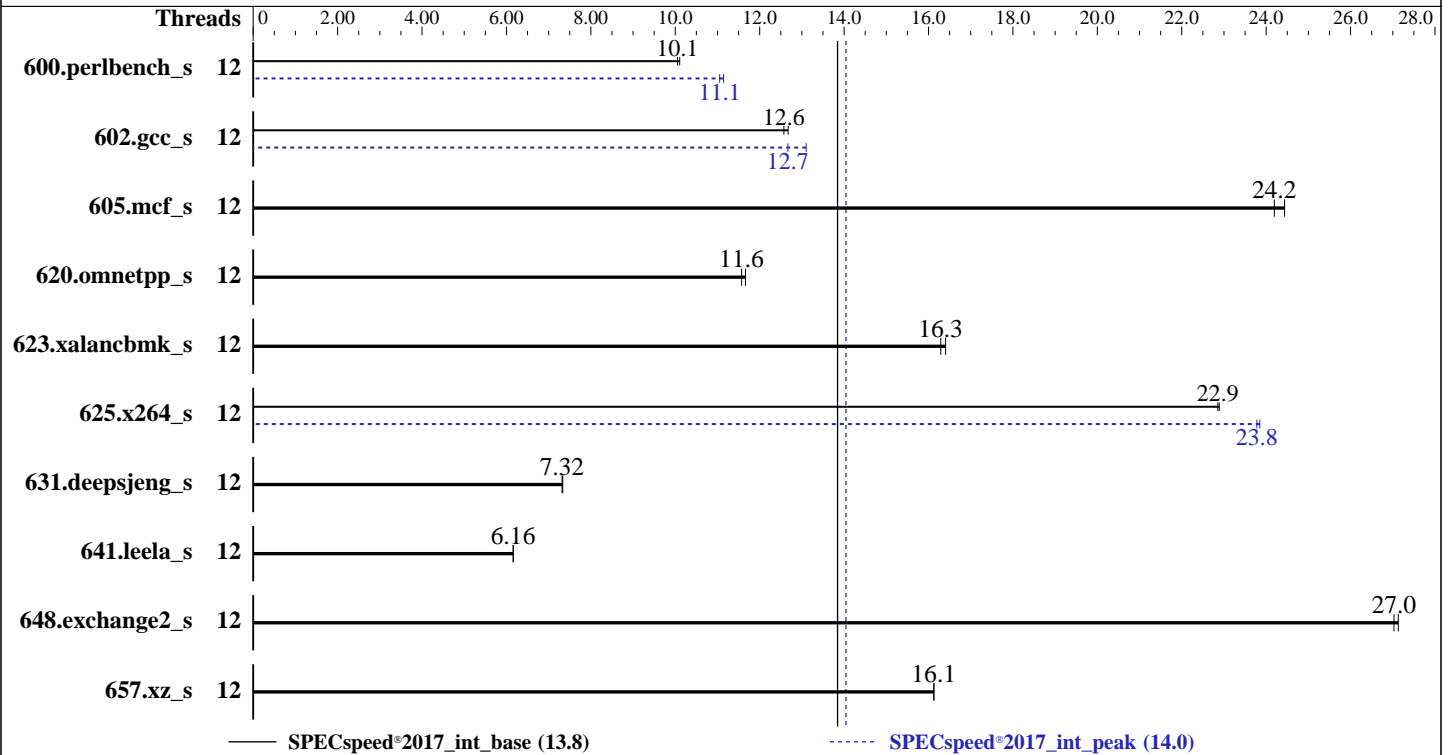 Threads 0 2.00 4.00 6.00 8.00 10.0 12.0 14.0 16.0 18.0 20.0 22.0 24.0 26.0 28.0
10.1
600.perlbench_s 12
11.1
12.6
602.gcc_s 12
12.7
24.2
605.mcf_s 12
11.6
620.omnetpp_s 12
16.3
623.xalancbmk_s 12
22.9
625.x264_s 12
23.8
7.32
631.deepsjeng_s 12
6.16
641.leela_s 12
27.0
648.exchange2_s 12
16.1
657.xz_s 12
SPECspeed®2017_int_base (13.8) SPECspeed®2017_int_peak (14.0)